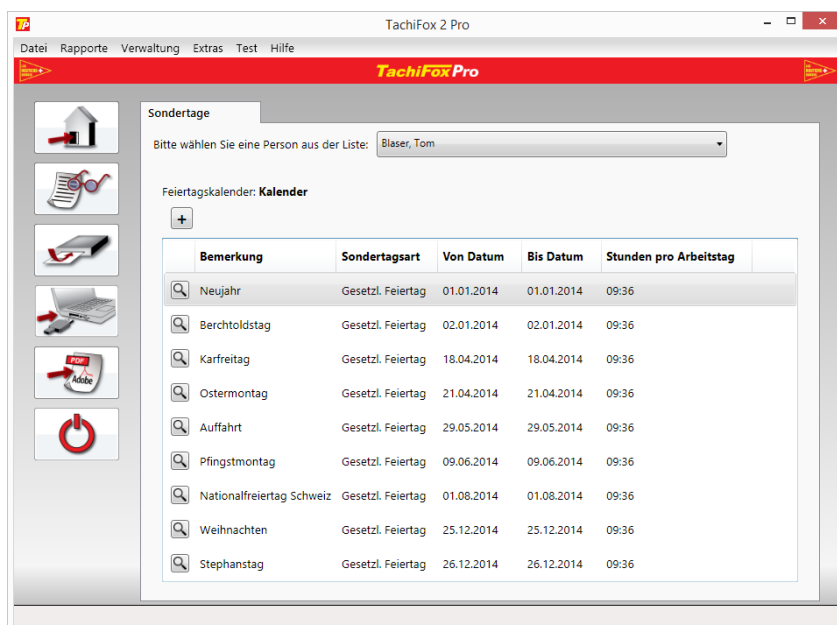 TP TachiFox 2 Pro
Datei Rapporte Verwaltung Extras Test Hilfe
TachiFox Pro
Sondertage
Bitte wählen Sie eine Person aus der Liste: Blaser, Tom
Feiertagskalender: Kalender
+
Bemerkung Sondertagsart Von Datum Bis Datum Stunden pro Arbeitstag
Neujahr Gesetzl. Feiertag 01.01.2014 01.01.2014 09:36
Berchtoldstag Gesetzl. Feiertag 02.01.2014 02.01.2014 09:36
Karfreitag Gesetzl. Feiertag 18.04.2014 18.04.2014 09:36
Ostermontag Gesetzl. Feiertag 21.04.2014 21.04.2014 09:36
PDF
Adobe
Auffahrt Gesetzl. Feiertag 29.05.2014 29.05.2014 09:36
Pfingstmontag Gesetzl. Feiertag 09.06.2014 09.06.2014 09:36
Nationalfreiertag Schweiz Gesetzl. Feiertag 01.08.2014 01.08.2014 09:36
Weihnachten Gesetzl. Feiertag 25.12.2014 25.12.2014 09:36
Stephanstag Gesetzl. Feiertag 26.12.2014 26.12.2014 09:36